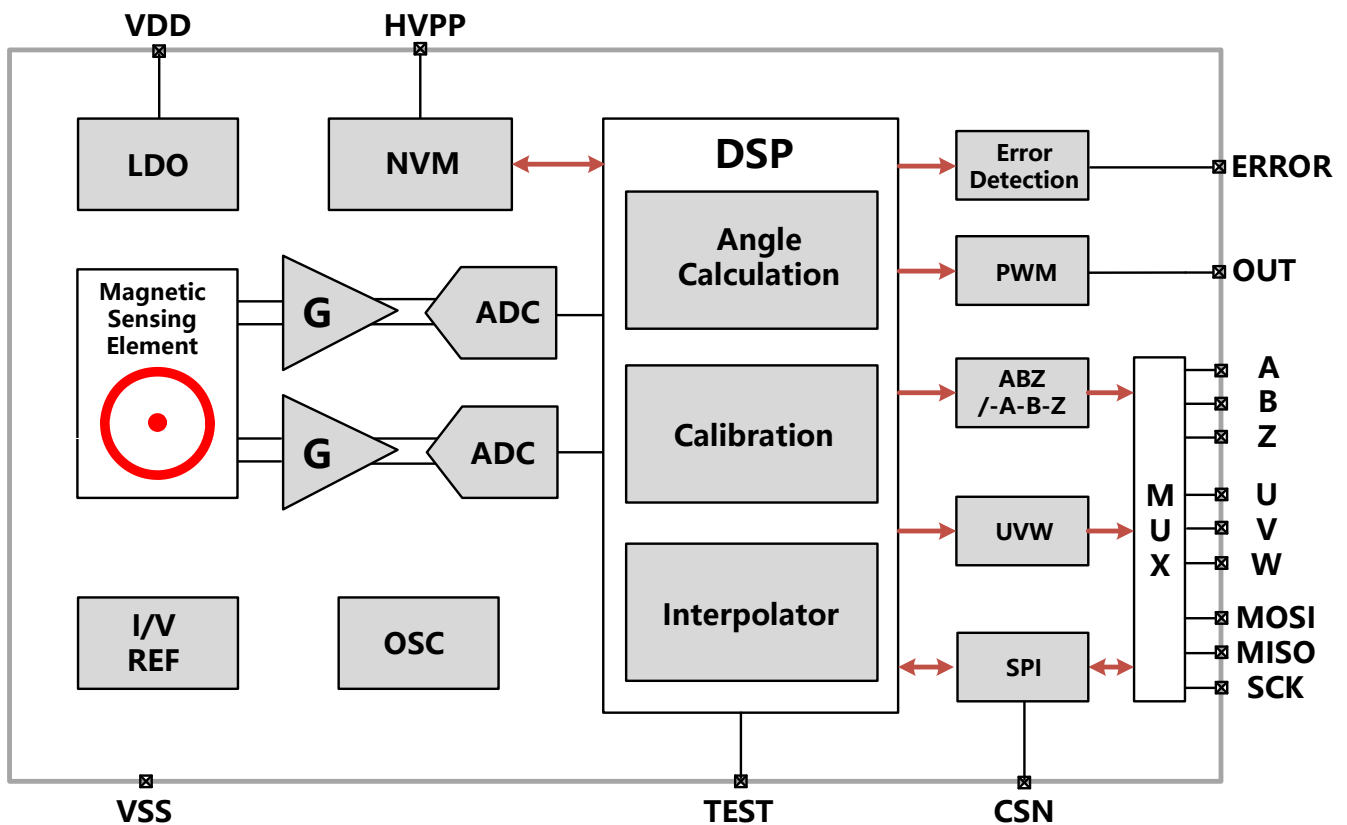 VDD
HVPP
LDO
NVM
DSP
Error
Detection
ERROR
Angle
Calculation
PWM
OUT
Magnetic
Sensing
Element
G
ADC
G
ADC
Calibration
ABZ
/-A-B-Z
A
B
Z
M
U
X
U
V
W
UVW
I/V
REF
OSC
Interpolator
SPI
MOSI
MISO
SCK
VSS
TEST
CSN